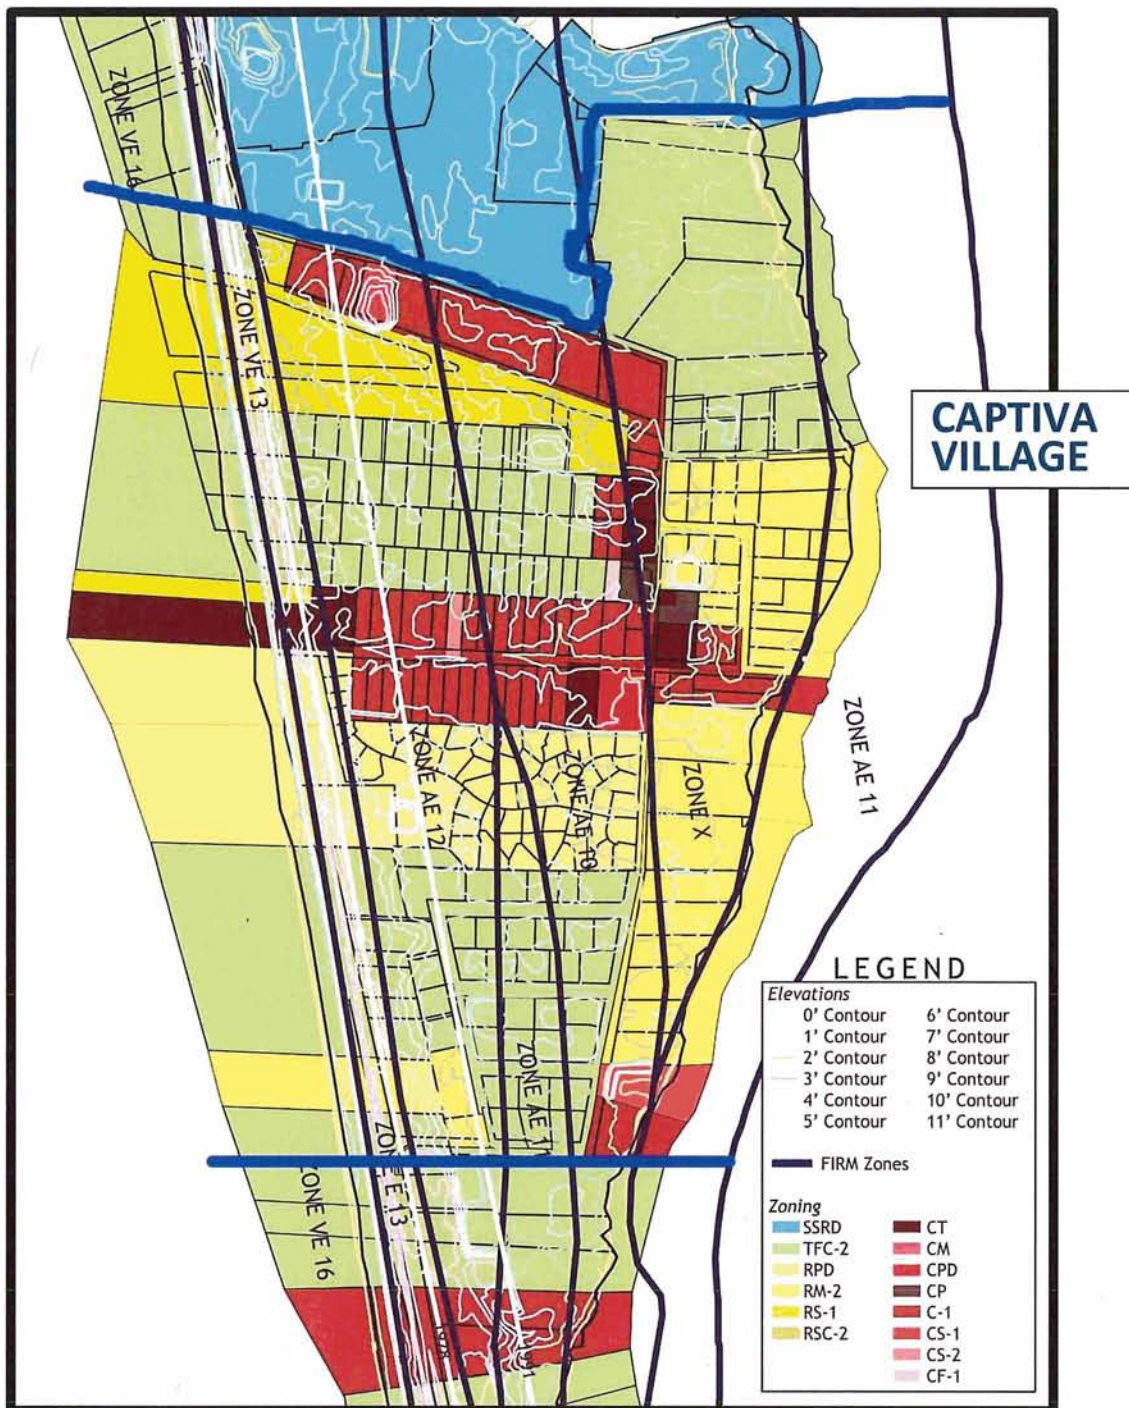 ZONE VE 16
ZONE VE 13
CAPTIVA
VILLAGE
ZONE AE 11
ZONE AE 12
ZONE AE 10
ZONE X
ZONE AE 1
ZONE VE 16
ZONE E 13
1978
1991
LEGEND
Elevations
0' Contour
1' Contour
2' Contour
3' Contour
4' Contour
5' Contour
6' Contour
7' Contour
8' Contour
9' Contour
10' Contour
11' Contour
FIRM Zones
Zoning
SSRD
TFC-2
RPD
RM-2
RS-1
RSC-2
CT
CM
CPD
CP
C-1
CS-1
CS-2
CF-1